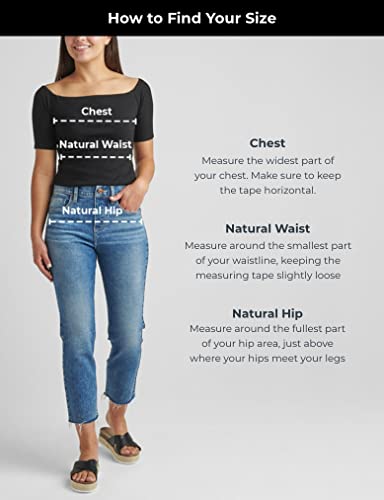 How to Find Your Size
Chest
Natural Waist
Natural Hip
Chest
Measure the widest part of
your chest. Make sure to keep
the tape horizontal.
Natural Waist
Measure around the smallest part
of your waistline, keeping the
measuring tape slightly loose
Natural Hip
Measure around the fullest part
of your hip area, just above
where your hips meet your legs